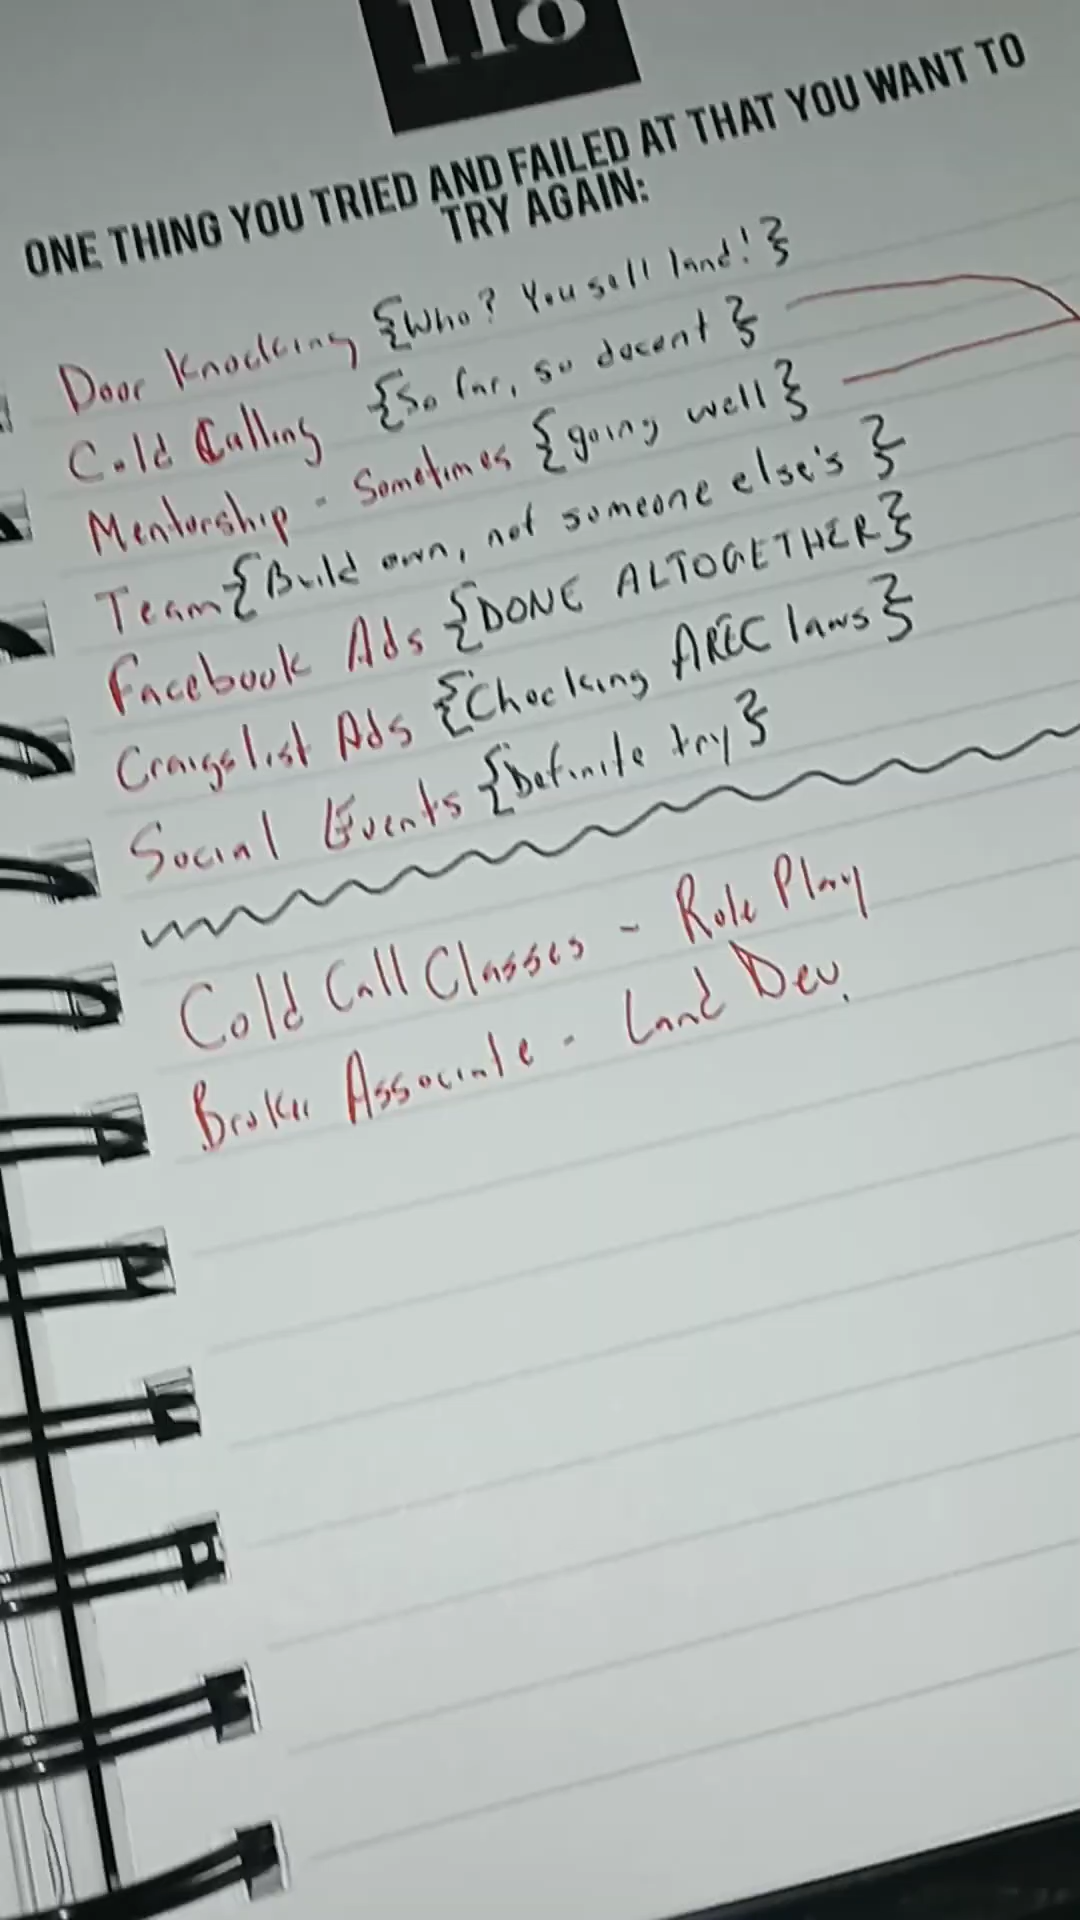 118
ONE THING YOU TRIED AND FAILED AT THAT YOU WANT TO
TRY AGAIN:
Door Knocking {Who? You sell land!}
Cold Calling {So far, so docent}
Mentorship - Sometimes {going well}
Team {Build own, not someone else's}
Facebook Ads {DONE ALTOGETHER}
Craigslist Ads {Checking AREC laws}
Social Events {Definite try}
Cold Call Classes - Role Play
Broker Associate - Land Dev.